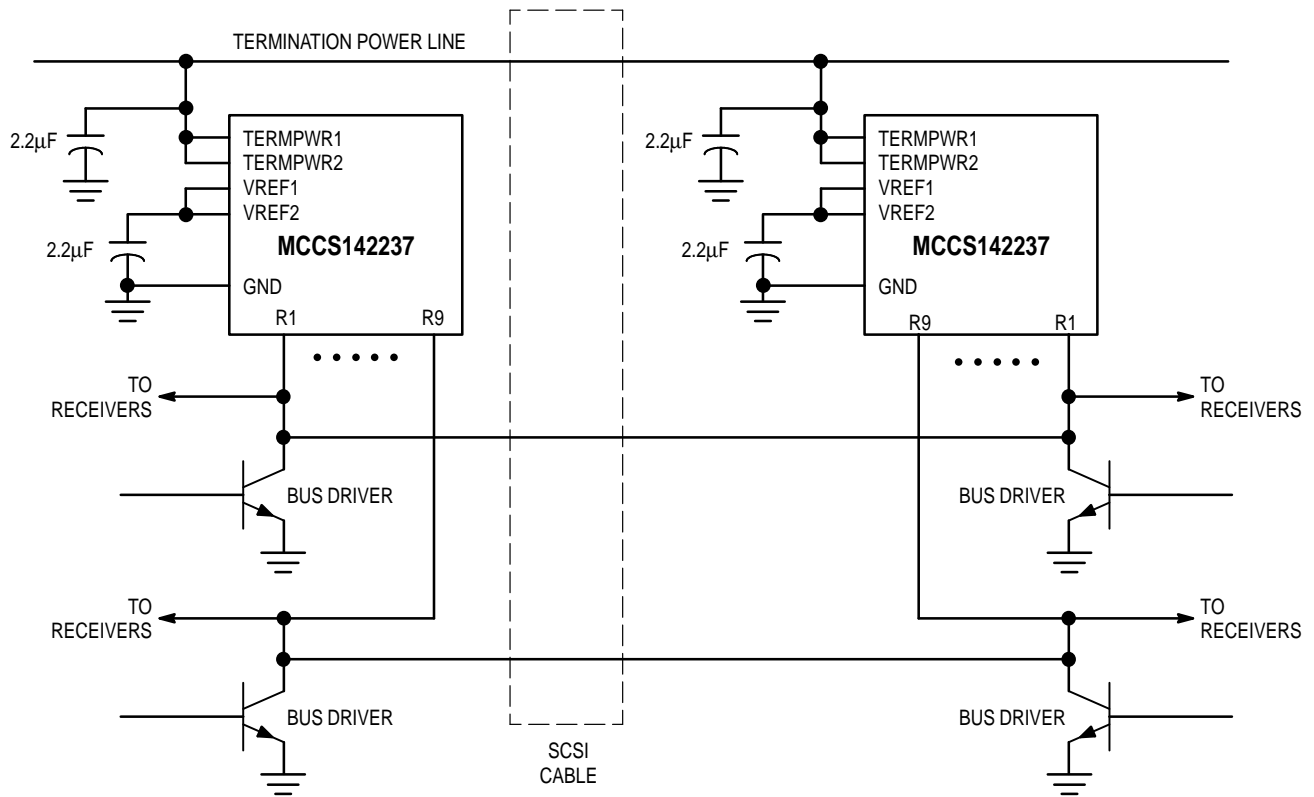 TERMINATION POWER LINE
2.2μF
TERMPWR1
TERMPWR2
VREF1
VREF2
2.2μF
MCCS142237
GND
R1
R9
2.2μF
TERMPWR1
TERMPWR2
VREF1
VREF2
2.2μF
MCCS142237
GND
R9
R1
TO
RECEIVERS
TO
RECEIVERS
BUS DRIVER
BUS DRIVER
TO
RECEIVERS
TO
RECEIVERS
BUS DRIVER
BUS DRIVER
SCSI
CABLE